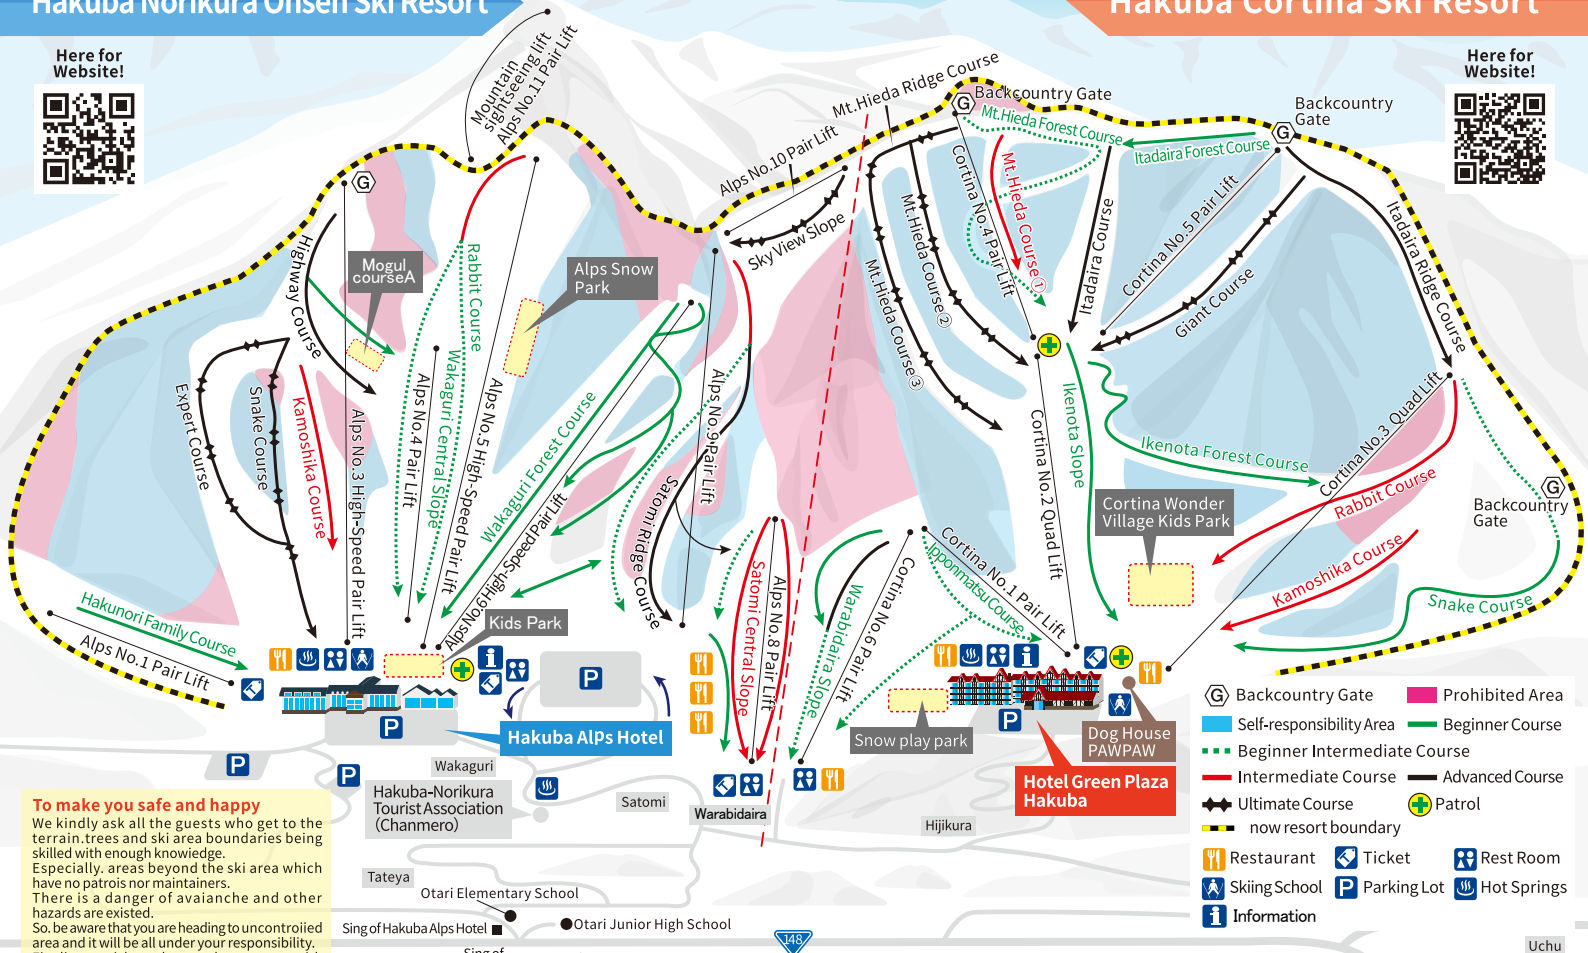 Hakuba Norikura Onsen Ski Resort
Hakuba Cortina Ski Resort
Here for
Website!
Here for
Website!
Mountain
sightseeing lift
Alps No.11 Pair Lift
Mt.Hieda Ridge Course
Backcountry Gate
Backcountry
Gate
Mt.Hieda Forest Course
Itadaira Forest Course
Alps No.10 Pair Lift
Sky View Slope
Cortina No.4 Pair Lift
Mt.Hieda Course①
Mt.Hieda Course②
Mt.Hieda Course③
Itadaira Course
Cortina No.5 Pair Lift
Giant Course
Itadaira Ridge Course
G
G
G
G
Highway Course
Mogul
courseA
Rabbit Course
Alps Snow
Park
Expert Course
Snake Course
Kamoshika Course
Alps No.3 High-Speed Pair Lift
Alps No.4 Pair Lift
Wakaguri Central Slope
Alps No.5 High-Speed Pair Lift
Wakaguri Forest Course
Alps No.6 High-Speed Pair Lift
Alps No.9 Pair Lift
Satomi Ridge Course
Ikenota Slope
Cortina No.2 Quad Lift
Ikenota Forest Course
Cortina No.3 Quad Lift
Rabbit Course
Kamoshika Course
Snake Course
Backcountry
Gate
Cortina Wonder
Village Kids Park
Hakunori Family Course
Alps No.1 Pair Lift
Kids Park
Satomi Central Slope
Alps No.8 Pair Lift
Warabidaira Slope
Cortina No.6 Pair Lift
Ipponmatsu Course
Cortina No.1 Pair Lift
P
P
P
P
P
Hakuba Alps Hotel
Snow play park
Dog House
PAWPAW
Hotel Green Plaza
Hakuba
Wakaguri
Hakuba-Norikura
Tourist Association
（Chanmero）
Satomi
Warabidaira
Hijikura
Tateya
Otari Elementary School
Sing of Hakuba Alps Hotel
Otari Junior High School
Sing of
148
Uchu
To make you safe and happy
We kindly ask all the guests who get to the
terrain.trees and ski area boundaries being
skilled with enough knowiedge.
Especially. areas beyond the ski area which
have no patrois nor maintainers.
There is a danger of avaianche and other
hazards are existed.
So. be aware that you are heading to uncontroiied
area and it will be all under your responsibility.
G Backcountry Gate
Prohibited Area
Self-responsibility Area
Beginner Course
Beginner Intermediate Course
Intermediate Course
Advanced Course
Ultimate Course
Patrol
now resort boundary
Restaurant
Ticket
Rest Room
Skiing School
P Parking Lot
Hot Springs
i Information